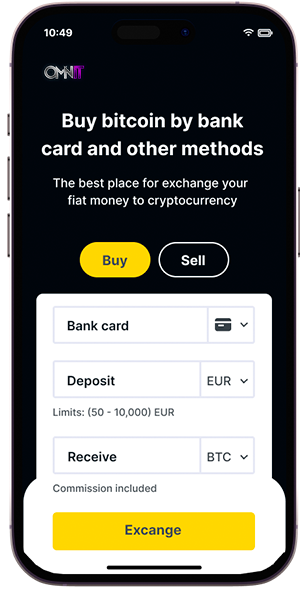 10:49
OMNIT
Buy bitcoin by bank
card and other methods
The best place for exchange your
fiat money to cryptocurrency
Buy
Sell
Bank card
Deposit
EUR
Limits: (50 - 10,000) EUR
Receive
BTC
Commission included
Excange